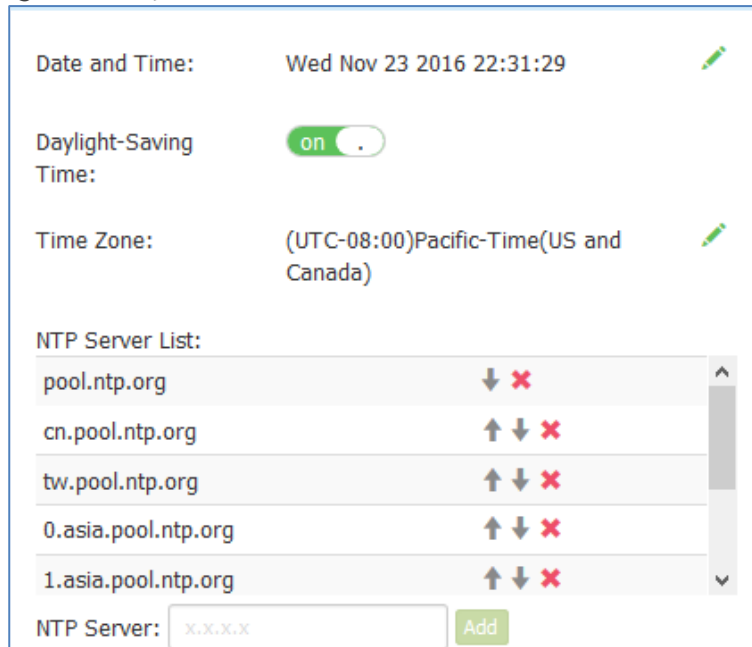 Date and Time: Wed Nov 23 2016 22:31:29
Daylight-Saving
Time:
on .
Time Zone: (UTC-08:00)Pacific-Time(US and
Canada)
NTP Server List:
pool.ntp.org
cn.pool.ntp.org
tw.pool.ntp.org
0.asia.pool.ntp.org
1.asia.pool.ntp.org
NTP Server: x.x.x.x Add